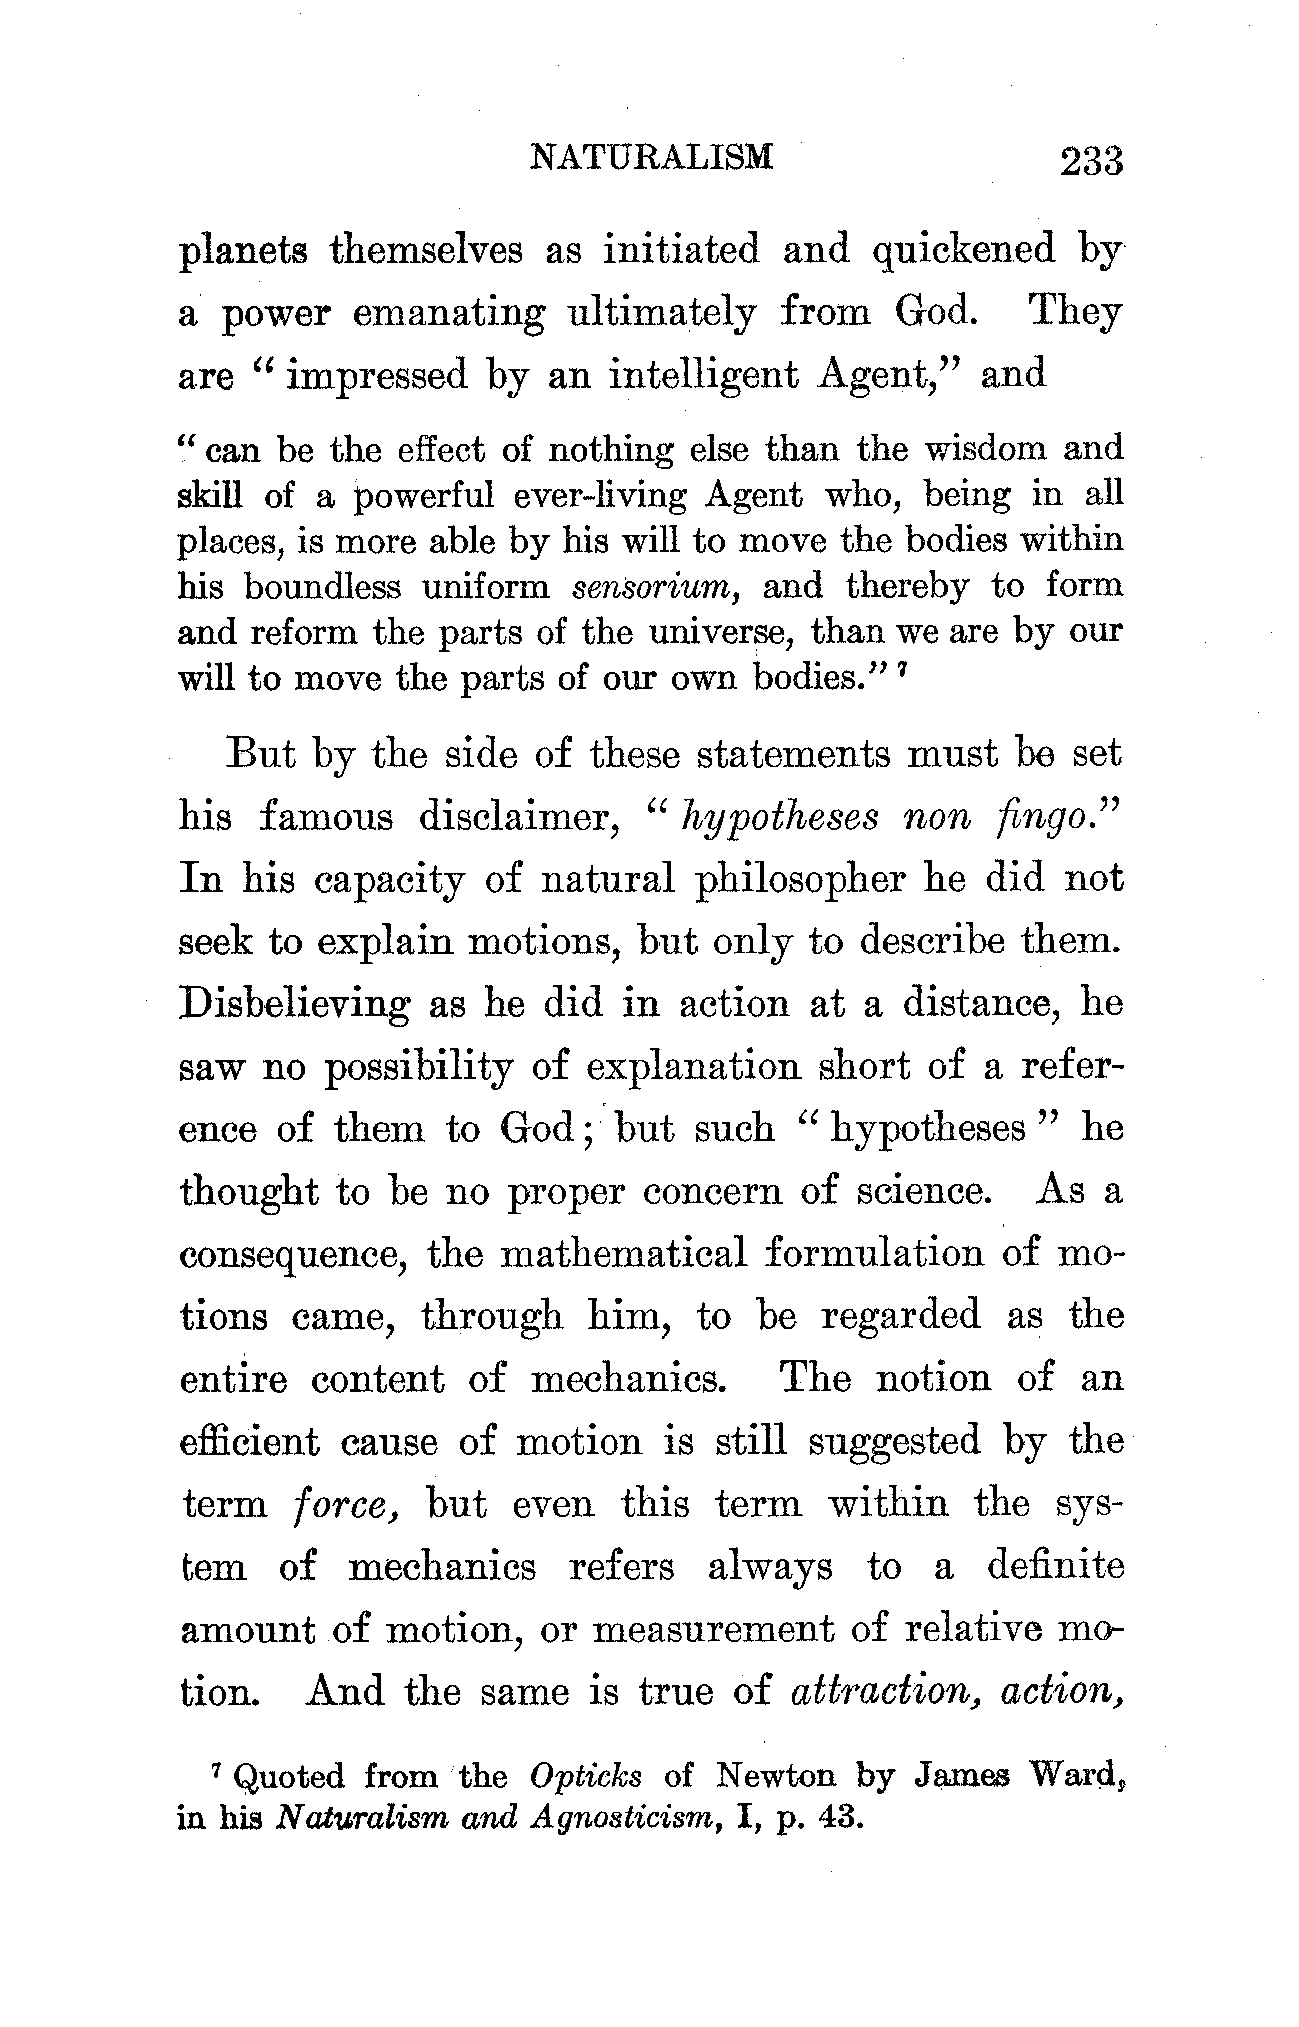 NATURALISM 233
planets themselves as initiated and quickened by
a power emanating ultimately from God. They
are “ impressed by an intelligent Agent,” and
“ can be the effect of nothing else than the wisdom and
skill of a powerful ever-living Agent who, being in all
places, is more able by his will to move the bodies within
his boundless uniform sensorium, and thereby to form
and reform the parts of the universe, than we are by our
will to move the parts of our own bodies.” 7
But by the side of these statements must be set
his famous disclaimer, “ hypotheses non fingo.”
In his capacity of natural philosopher he did not
seek to explain motions, but only to describe them.
Disbelieving as he did in action at a distance, he
saw no possibility of explanation short of a refer-
ence of them to God; but such “ hypotheses ” he
thought to be no proper concern of science. As a
consequence, the mathematical formulation of mo-
tions came, through him, to be regarded as the
entire content of mechanics. The notion of an
efficient cause of motion is still suggested by the
term force, but even this term within the sys-
tem of mechanics refers always to a definite
amount of motion, or measurement of relative mo-
tion. And the same is true of attraction, action,
7 Quoted from the Opticks of Newton by James Ward,
in his Naturalism and Agnosticism, I, p. 43.